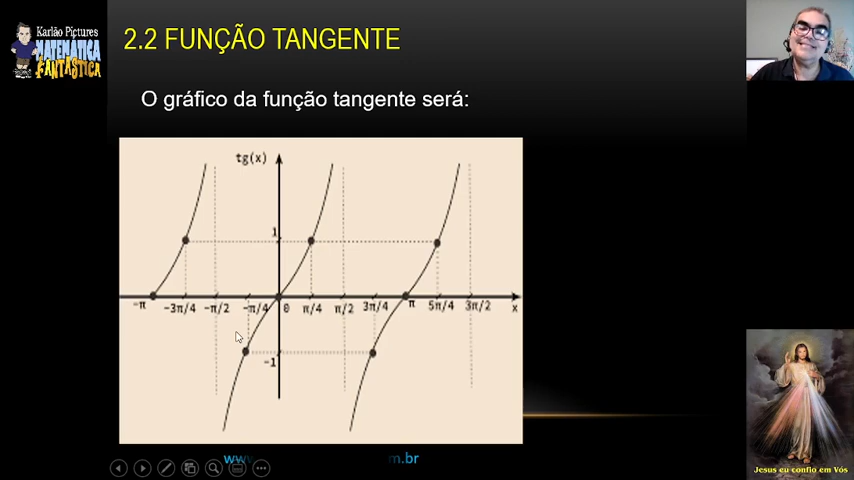 Karlão Pictures
MATEMÁTICA
FANTÁSTICA
2.2 FUNÇÃO TANGENTE
O gráfico da função tangente será:
tg(x)
1
-π -3π/4 -π/2 -π/4 0 π/4 π/2 3π/4 π 5π/4 3π/2 x
-1
www
m.br
Jesus eu confio em Vós